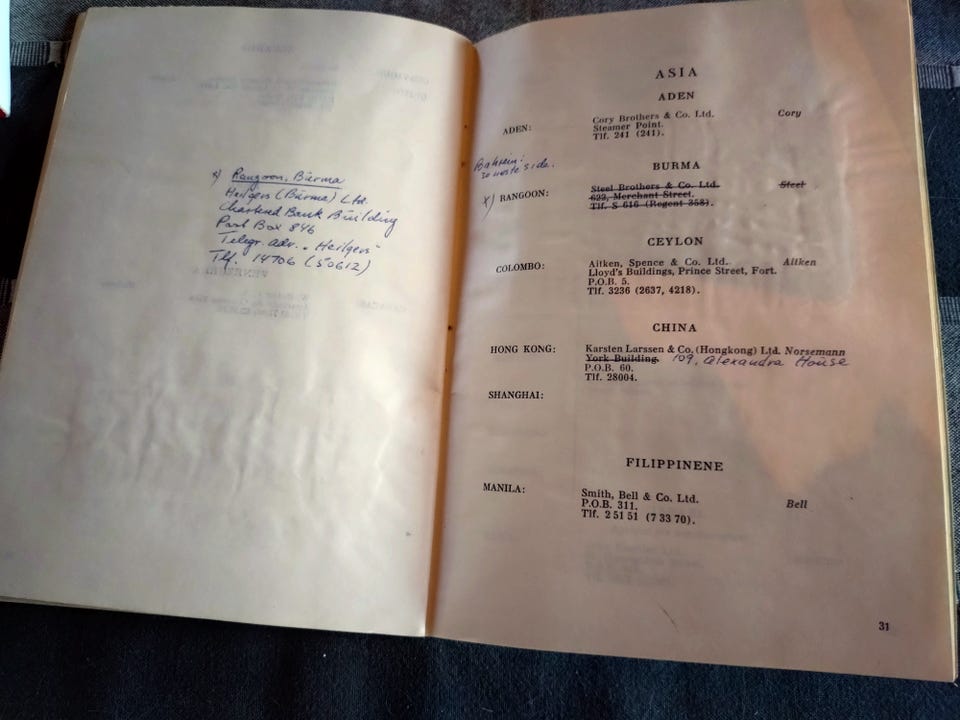 x) Rangoon, Bürma
Heilgers (Bürma) Ltd.
Chartered Bank Building
Post Box 846
Telegr. adr. "Heilgers"
Tlf. 14706 (50612)
ASIA
ADEN
ADEN: Cory Brothers & Co. Ltd. Cory
Steamer Point.
Tlf. 241 (241).
Bahrein:
se neste side.
BURMA
x) RANGOON: Steel Brothers & Co. Ltd. Steel
623, Merchant Street.
Tlf. S 616 (Regent 358).
CEYLON
COLOMBO: Aitken, Spence & Co. Ltd. Aitken
Lloyd's Buildings, Prince Street, Fort.
P.O.B. 5.
Tlf. 3236 (2637, 4218).
CHINA
HONG KONG: Karsten Larssen & Co. (Hongkong) Ltd. Norsemann
York Building. 109, Alexandra House
P.O.B. 60.
Tlf. 28004.
SHANGHAI:
FILIPPINENE
MANILA: Smith, Bell & Co. Ltd. Bell
P.O.B. 311.
Tlf. 2 51 51 (7 33 70).
31